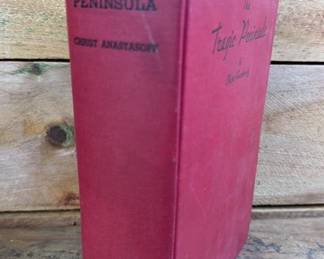 PENINSULA
CHRIST ANASTASOFF
The
Tragic Peninsula